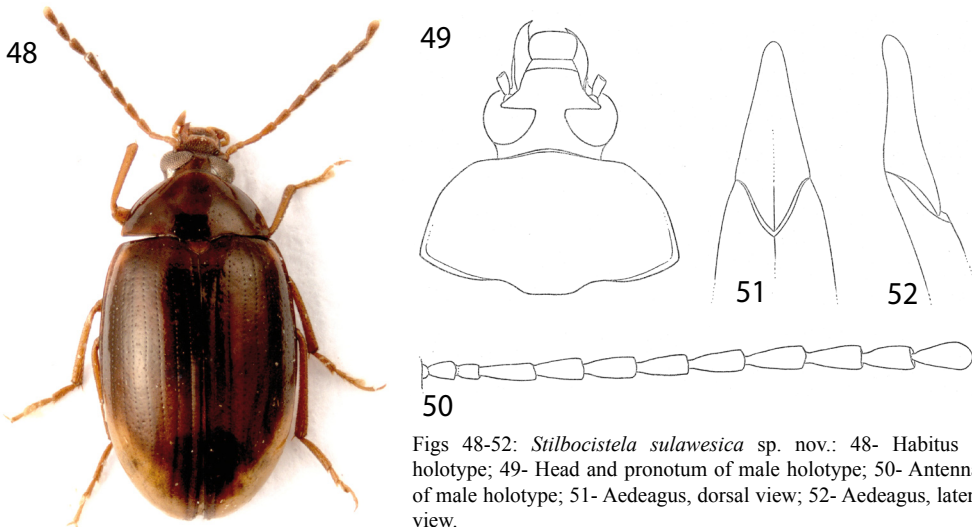 48
49
51
52
50
Figs 48-52: Stilbocistela sulawesica sp. nov.: 48- Habitus
holotype; 49- Head and pronotum of male holotype; 50- Antenna
of male holotype; 51- Aedeagus, dorsal view; 52- Aedeagus, later
view.